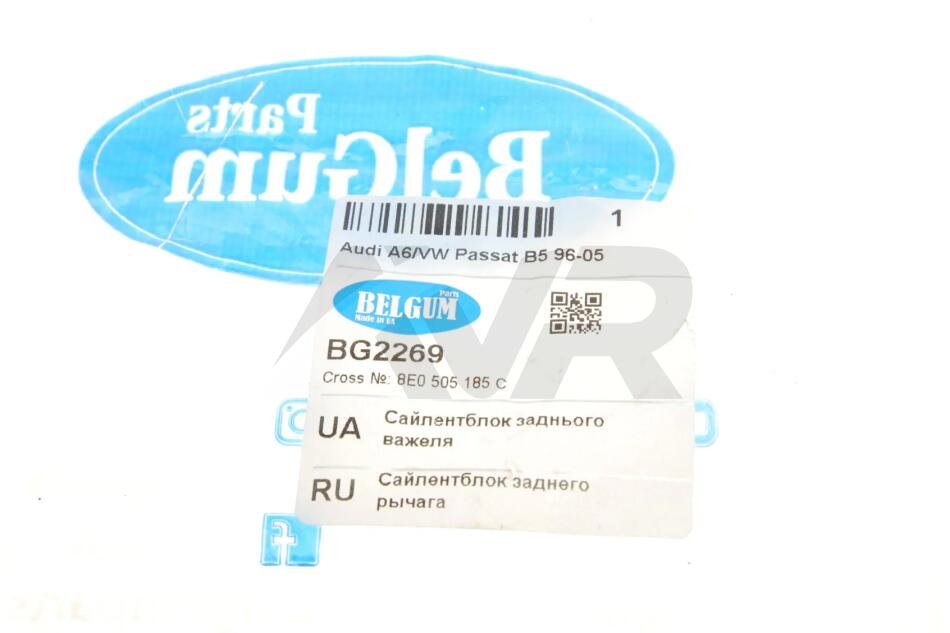 Parts
BelGum
1
Audi A6/VW Passat B5 96-05
Parts
BELGUM
Made in UA
BG2269
Cross №: 8E0 505 185 C
UA
Сайлентблок заднього
важеля
RU
Сайлентблок заднего
рычага
AVR